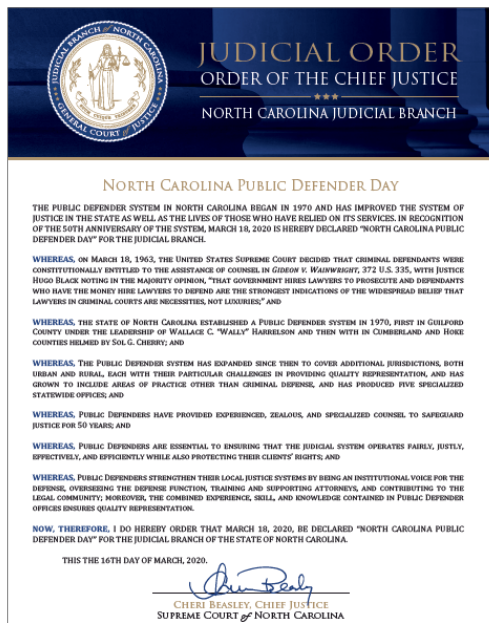 JUDICIAL BRANCH OF NORTH CAROLINA
GENERAL COURT of JUSTICE
JUDICIAL ORDER
ORDER OF THE CHIEF JUSTICE
NORTH CAROLINA JUDICIAL BRANCH
NORTH CAROLINA PUBLIC DEFENDER DAY
THE PUBLIC DEFENDER SYSTEM IN NORTH CAROLINA BEGAN IN 1970 AND HAS IMPROVED THE SYSTEM OF
JUSTICE IN THE STATE AS WELL AS THE LIVES OF THOSE WHO HAVE RELIED ON ITS SERVICES. IN RECOGNITION
OF THE 50TH ANNIVERSARY OF THE SYSTEM, MARCH 18, 2020 IS HEREBY DECLARED "NORTH CAROLINA PUBLIC
DEFENDER DAY" FOR THE JUDICIAL BRANCH.
WHEREAS, ON MARCH 18, 1963, THE UNITED STATES SUPREME COURT DECIDED THAT CRIMINAL DEFENDANTS WERE
CONSTITUTIONALLY ENTITLED TO THE ASSISTANCE OF COUNSEL IN GIDEON V. WAINWRIGHT, 372 U.S. 335, WITH JUSTICE
HUGO BLACK NOTING IN THE MAJORITY OPINION, "THAT GOVERNMENT HIRES LAWYERS TO PROSECUTE AND DEFENDANTS
WHO HAVE THE MONEY HIRE LAWYERS TO DEFEND ARE THE STRONGEST INDICATIONS OF THE WIDESPREAD BELIEF THAT
LAWYERS IN CRIMINAL COURTS ARE NECESSITIES, NOT LUXURIES;" AND
WHEREAS, THE STATE OF NORTH CAROLINA ESTABLISHED A PUBLIC DEFENDER SYSTEM IN 1970, FIRST IN GUILFORD
COUNTY UNDER THE LEADERSHIP OF WALLACE C. "WALLY" HARRELSON AND THEN WITH IN CUMBERLAND AND HOKE
COUNTIES HELMED BY SOL G. CHERRY; AND
WHEREAS, THE PUBLIC DEFENDER SYSTEM HAS EXPANDED SINCE THEN TO COVER ADDITIONAL JURISDICTIONS, BOTH
URBAN AND RURAL, EACH WITH THEIR PARTICULAR CHALLENGES IN PROVIDING QUALITY REPRESENTATION, AND HAS
GROWN TO INCLUDE AREAS OF PRACTICE OTHER THAN CRIMINAL DEFENSE, AND HAS PRODUCED FIVE SPECIALIZED
STATEWIDE OFFICES; AND
WHEREAS, PUBLIC DEFENDERS HAVE PROVIDED EXPERIENCED, ZEALOUS, AND SPECIALIZED COUNSEL TO SAFEGUARD
JUSTICE FOR 50 YEARS; AND
WHEREAS, PUBLIC DEFENDERS ARE ESSENTIAL TO ENSURING THAT THE JUDICIAL SYSTEM OPERATES FAIRLY, JUSTLY,
EFFECTIVELY, AND EFFICIENTLY WHILE ALSO PROTECTING THEIR CLIENTS' RIGHTS; AND
WHEREAS, PUBLIC DEFENDERS STRENGTHEN THEIR LOCAL JUSTICE SYSTEMS BY BEING AN INSTITUTIONAL VOICE FOR THE
DEFENSE, OVERSEEING THE DEFENSE FUNCTION, TRAINING AND SUPPORTING ATTORNEYS, AND CONTRIBUTING TO THE
LEGAL COMMUNITY; MOREOVER, THE COMBINED EXPERIENCE, SKILL, AND KNOWLEDGE CONTAINED IN PUBLIC DEFENDER
OFFICES ENSURES QUALITY REPRESENTATION.
NOW, THEREFORE, I DO HEREBY ORDER THAT MARCH 18, 2020, BE DECLARED "NORTH CAROLINA PUBLIC
DEFENDER DAY" FOR THE JUDICIAL BRANCH OF THE STATE OF NORTH CAROLINA.
THIS THE 16TH DAY OF MARCH, 2020.
CHERI BEASLEY, CHIEF JUSTICE
SUPREME COURT of NORTH CAROLINA